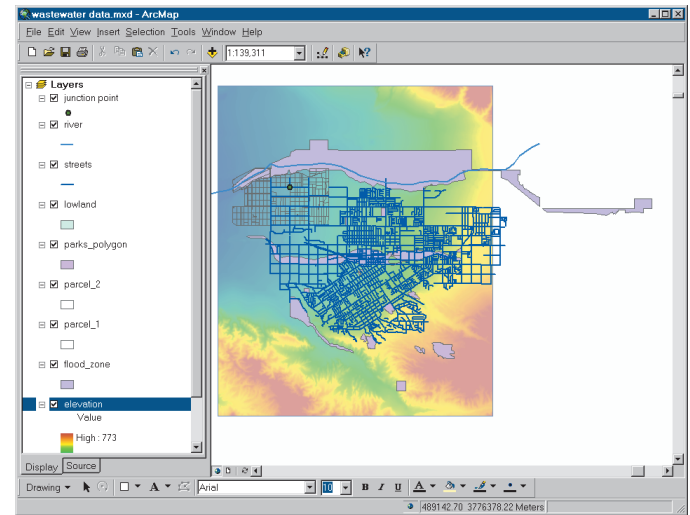 wastewater data.mxd - ArcMap
File Edit View Insert Selection Tools Window Help
1:139,311
Layers
junction point
river
streets
lowland
parks_polygon
parcel_2
parcel_1
flood_zone
elevation
Value
High : 773
Display Source
Drawing A Arial 10 B I U A
489142.70 3776378.22 Meters